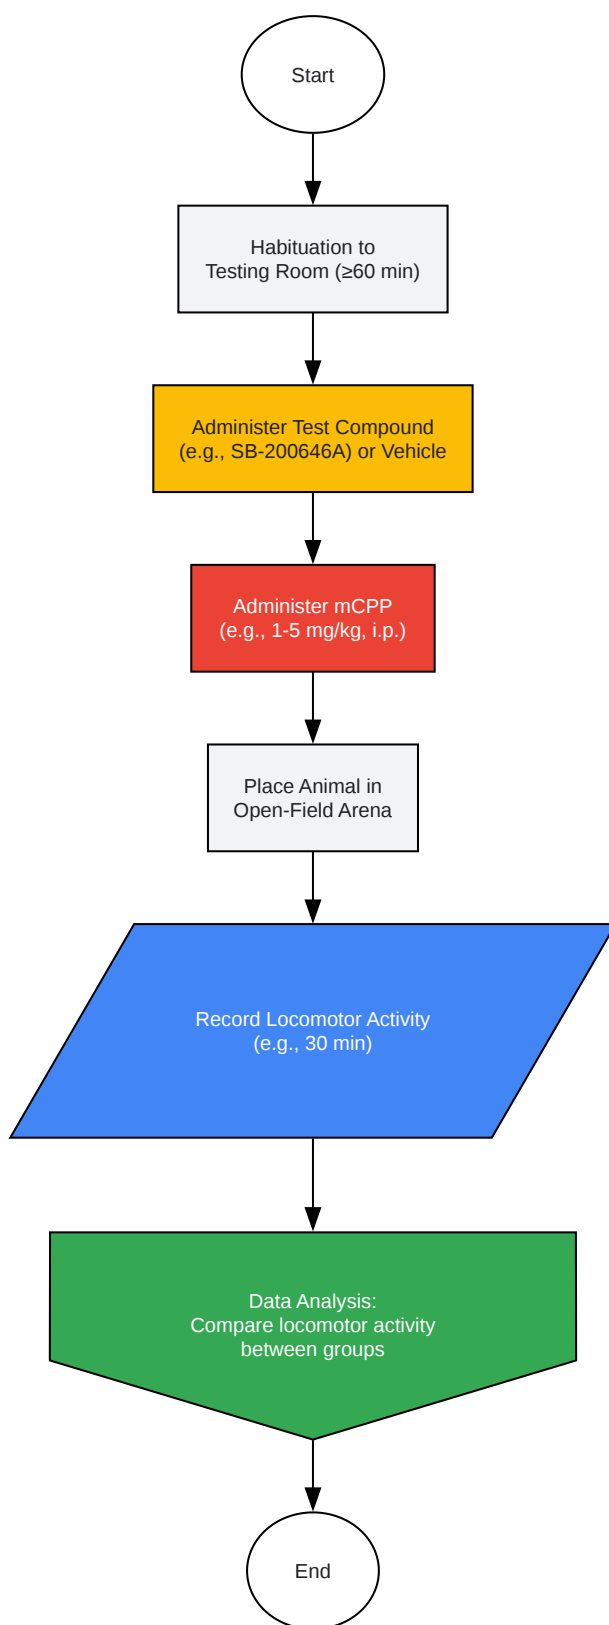 Start
Habituation to
Testing Room (≥60 min)
Administer Test Compound
(e.g., SB-200646A) or Vehicle
Administer mCPP
(e.g., 1-5 mg/kg, i.p.)
Place Animal in
Open-Field Arena
Record Locomotor Activity
(e.g., 30 min)
Data Analysis:
Compare locomotor activity
between groups
End